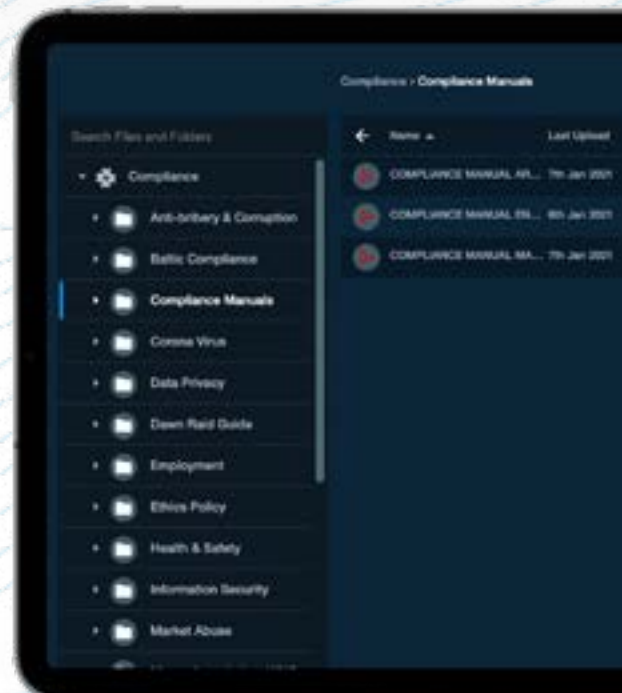 Compliance › Compliance Manuals
Search Files and Folders
Name
Last Upload
Compliance
Anti-bribery & Corruption
Baltic Compliance
Compliance Manuals
Corona Virus
Data Privacy
Dawn Raid Guide
Employment
Ethics Policy
Health & Safety
Information Security
Market Abuse
COMPLIANCE MANUAL AR... 7th Jan 2021
COMPLIANCE MANUAL EN... 6th Jan 2021
COMPLIANCE MANUAL MA... 7th Jan 2021